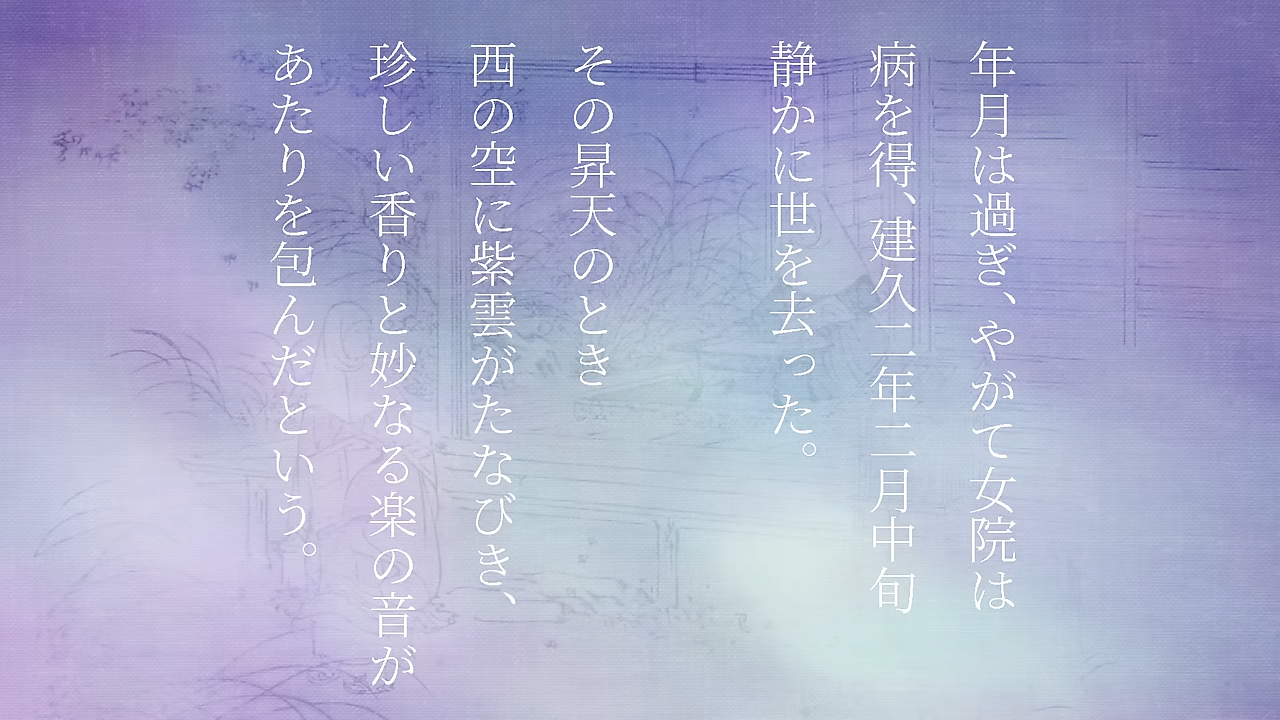 年月は過ぎ、やがて女院は
病を得、建久二年二月中旬
静かに世を去った。
その昇天のとき
西の空に紫雲がたなびき、
珍しい香りと妙なる楽の音が
あたりを包んだという。